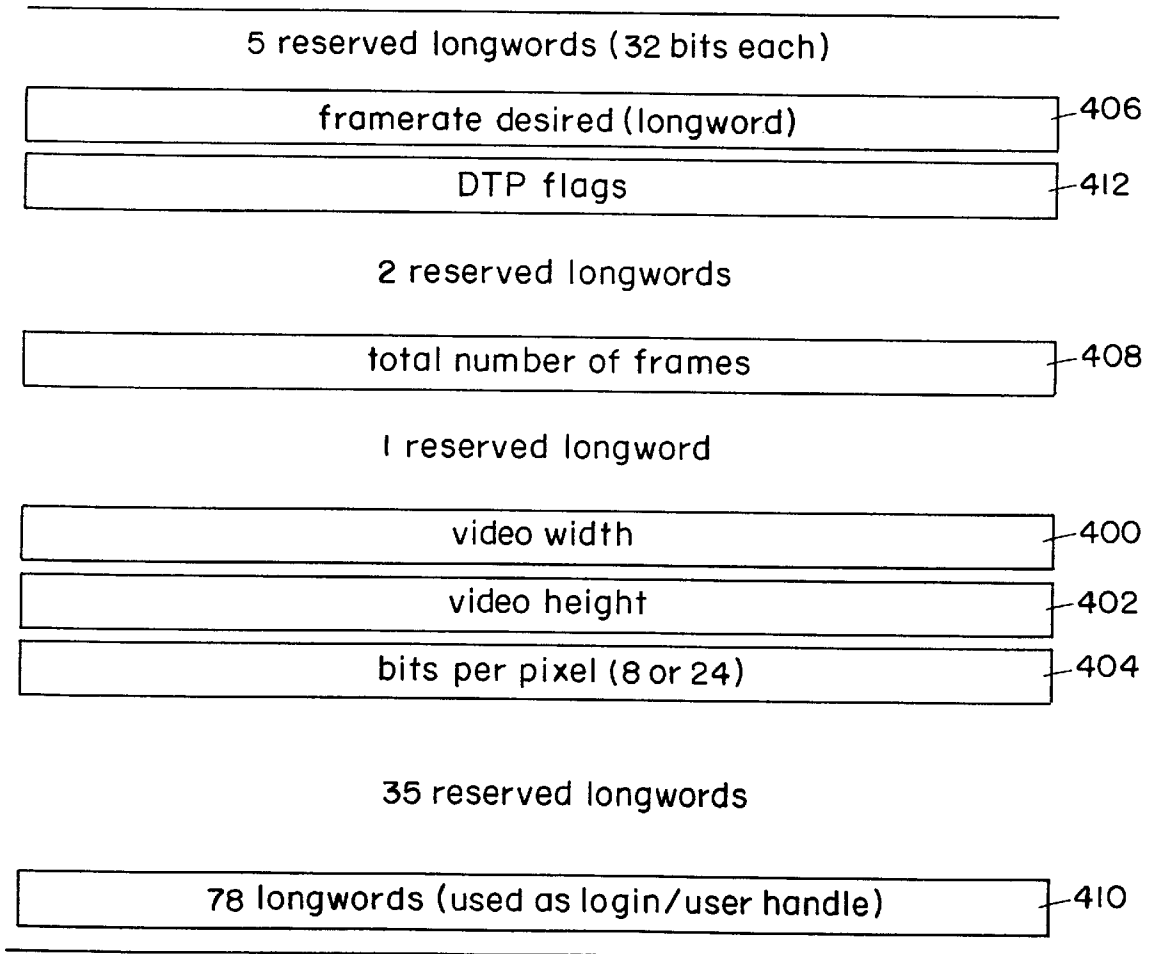 5 reserved longwords (32 bits each)
framerate desired (longword) 406
DTP flags 412
2 reserved longwords
total number of frames 408
1 reserved longword
video width 400
video height 402
bits per pixel (8 or 24) 404
35 reserved longwords
78 longwords (used as login/user handle) 410